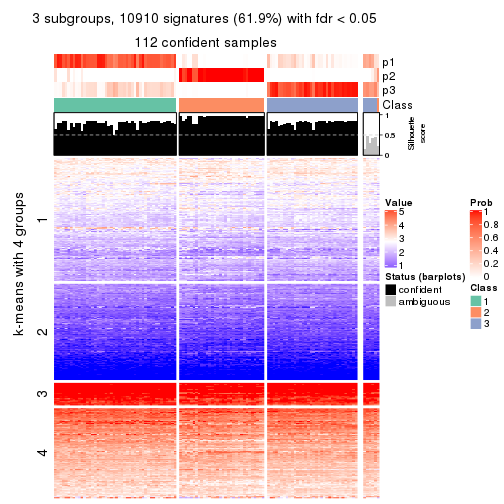 3 subgroups, 10910 signatures (61.9%) with fdr < 0.05
112 confident samples
p1
p2
p3
Class
1
0.5
0
Silhouette
score
k-means with 4 groups
1
2
3
4
Value
5
4
3
2
1
Status (barplots)
confident
ambiguous
Prob
1
0.8
0.6
0.4
0.2
0
Class
1
2
3